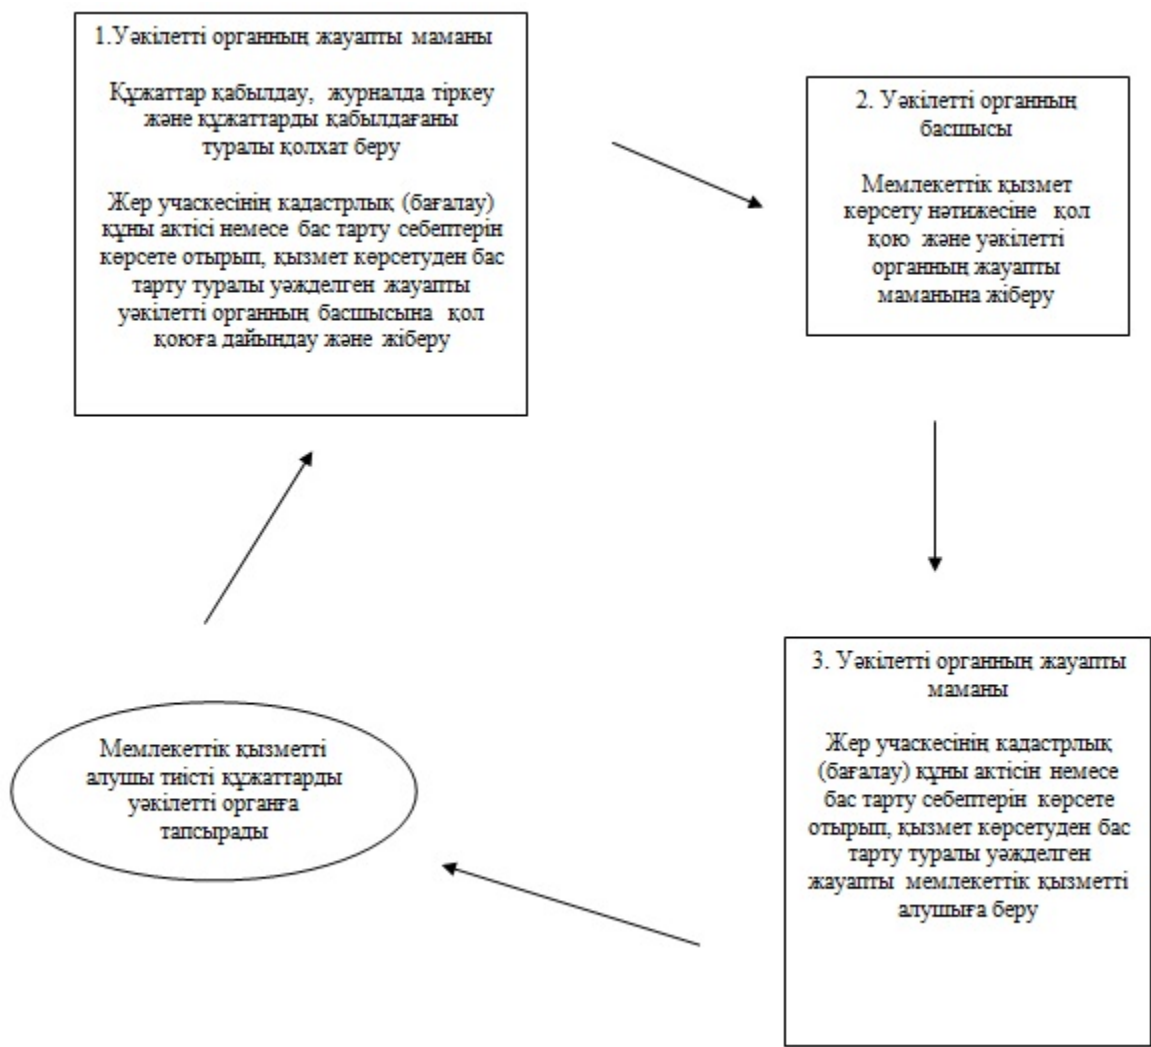 1.Уәкілетті органның жауапты маманы
Құжаттар қабылдау, журналда тіркеу
және құжаттарды қабылдағаны
туралы қолхат беру
Жер учаскесінің кадастрлық (бағалау)
құны актісі немесе бас тарту себептерін
көрсете отырып, қызмет көрсетуден бас
тарту туралы уәжделген жауапты
уәкілетті органның басшысына қол
қоюға дайындау және жіберу
2. Уәкілетті органның
басшысы
Мемлекеттік қызмет
көрсету нәтижесіне қол
қою және уәкілетті
органның жауапты
маманына жіберу
3. Уәкілетті органның жауапты
маманы
Жер учаскесінің кадастрлық
(бағалау) құны актісін немесе
бас тарту себептерін көрсете
отырып, қызмет көрсетуден бас
тарту туралы уәжделген
жауапты мемлекеттік қызметті
алушыға беру
Мемлекеттік қызметті
алушы тиісті құжаттарды
уәкілетті органға
тапсырады